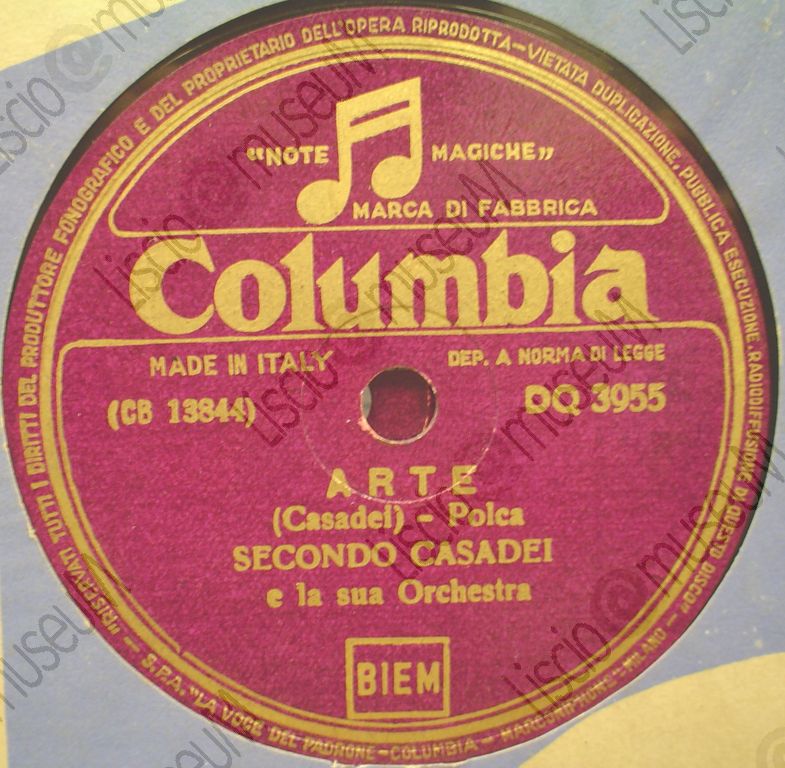 "RISERVATI TUTTI I DIRITTI DEL PRODUTTORE FONOGRAFICO E DEL PROPRIETARIO DELL'OPERA RIPRODOTTA-VIETATA DUPLICAZIONE, PUBBLICA ESECUZIONE, RADIODIFFUSIONE DI QUESTO DISCO"
"NOTE MAGICHE"
MARCA DI FABBRICA
Columbia
MADE IN ITALY DEP. A NORMA DI LEGGE
(CB 13844) DQ 3955
ARTE
(Casadei) - Polca
SECONDO CASADEI
e la sua Orchestra
BIEM
S.P.A. "LA VOCE DEL PADRONE-COLUMBIA - MARCONIPHONE" - MILANO
Liscio@museuM